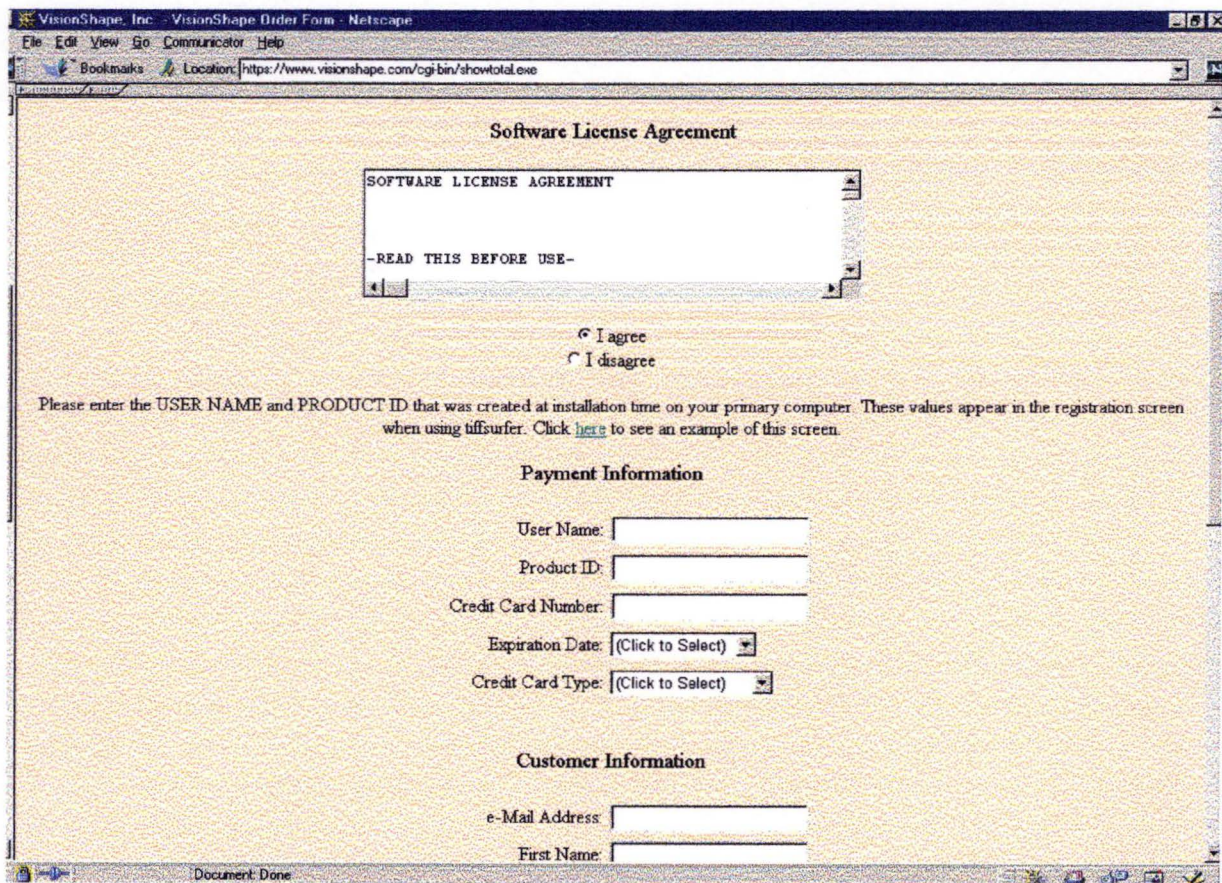 VisionShape, Inc. - VisionShape Order Form - Netscape
File Edit View Go Communicator Help
Bookmarks Location: https://www.visionshape.com/cgi-bin/showtotal.exe
Software License Agreement
SOFTWARE LICENSE AGREEMENT
-READ THIS BEFORE USE-
I agree
I disagree
Please enter the USER NAME and PRODUCT ID that was created at installation time on your primary computer. These values appear in the registration screen
when using tiffsurfer. Click here to see an example of this screen.
Payment Information
User Name:
Product ID:
Credit Card Number:
Expiration Date: (Click to Select)
Credit Card Type: (Click to Select)
Customer Information
e-Mail Address:
First Name:
Document: Done